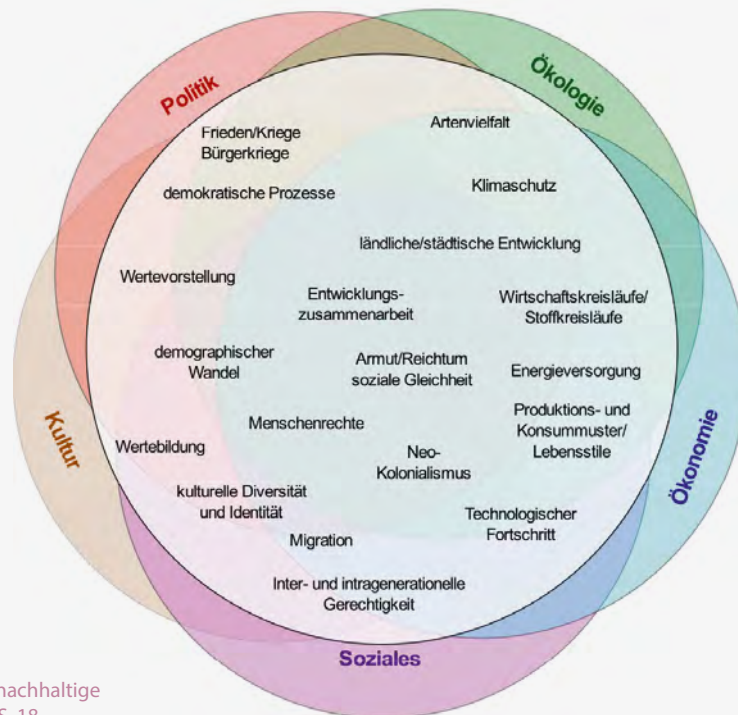 Politik
Ökologie
Frieden/Kriege
Bürgerkriege
Artenvielfalt
demokratische Prozesse
Klimaschutz
ländliche/städtische Entwicklung
Wertevorstellung
Entwicklungs-
zusammenarbeit
Wirtschaftskreisläufe/
Stoffkreisläufe
demographischer
Wandel
Armut/Reichtum
soziale Gleichheit
Energieversorgung
Kultur
Menschenrechte
Produktions- und
Konsummuster/
Lebensstile
Ökonomie
Wertebildung
Neo-
Kolonialismus
kulturelle Diversität
und Identität
Technologischer
Fortschritt
Migration
Inter- und intragenerationelle
Gerechtigkeit
Soziales
nachhaltige